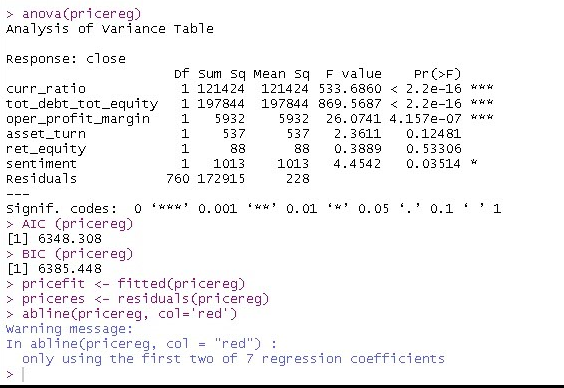 > anova(pricereg)
Analysis of Variance Table

Response: close
                    Df Sum Sq Mean Sq  F value    Pr(>F)
curr_ratio           1 121424  121424 533.6860 < 2.2e-16 ***
tot_debt_tot_equity  1 197844  197844 869.5687 < 2.2e-16 ***
oper_profit_margin   1   5932    5932  26.0741 4.157e-07 ***
asset_turn           1    537     537   2.3611   0.12481
ret_equity           1     88      88   0.3889   0.53306
sentiment            1   1013    1013   4.4542   0.03514 *
Residuals          760 172915     228
---
Signif. codes:  0 ‘***’ 0.001 ‘**’ 0.01 ‘*’ 0.05 ‘.’ 0.1 ‘ ’ 1
> AIC (pricereg)
[1] 6348.308
> BIC (pricereg)
[1] 6385.448
> pricefit <- fitted(pricereg)
> priceres <- residuals(pricereg)
> abline(pricereg, col='red')
Warning message:
In abline(pricereg, col = "red") :
  only using the first two of 7 regression coefficients
>